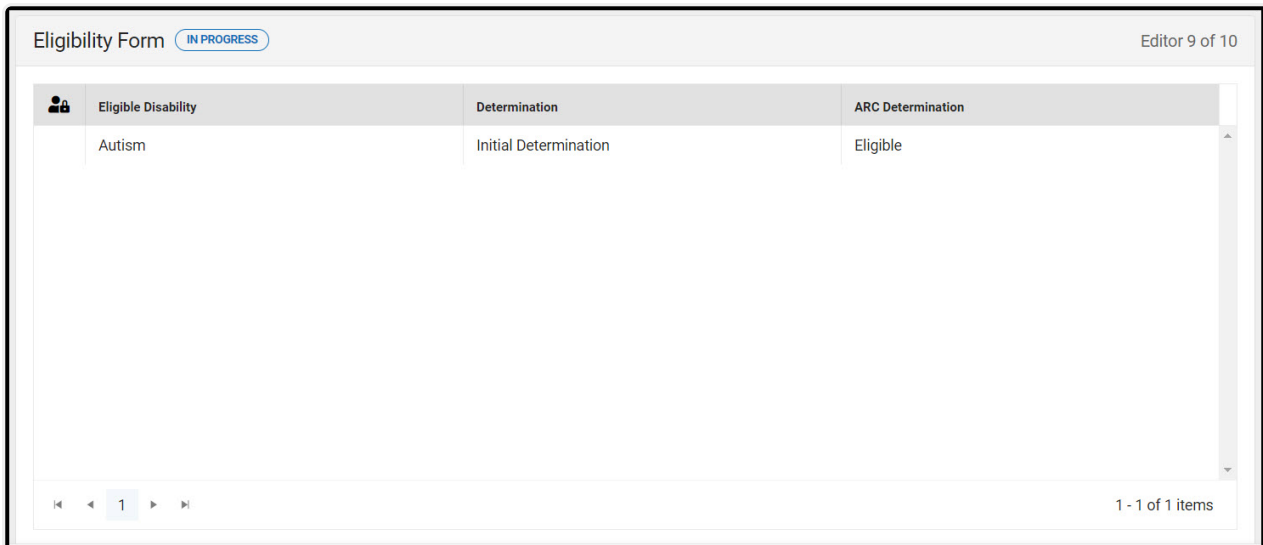 Eligibility Form IN PROGRESS Editor 9 of 10
Eligible Disability Determination ARC Determination
Autism Initial Determination Eligible
1 1 - 1 of 1 items